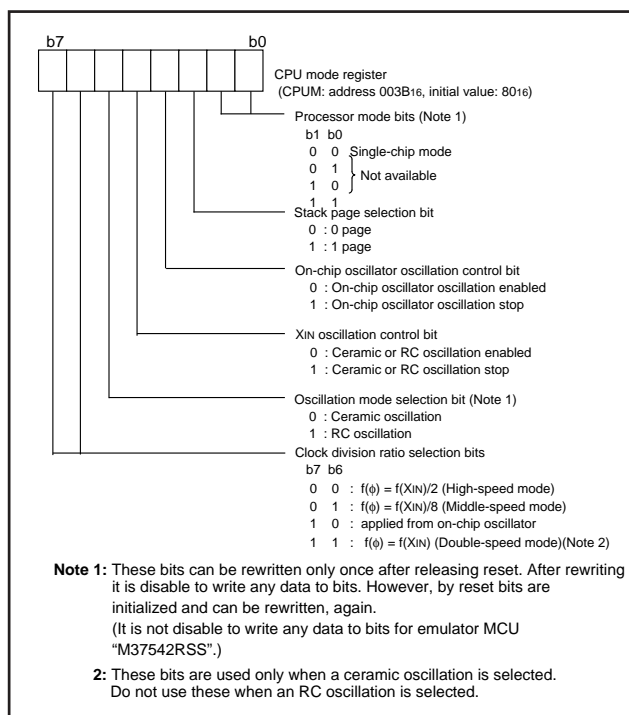 b7 b0
CPU mode register
(CPUM: address 003B16, initial value: 8016)
Processor mode bits (Note 1)
b1 b0
0 0 Single-chip mode
0 1
Not available
1 0
1 1
Stack page selection bit
0 : 0 page
1 : 1 page
On-chip oscillator oscillation control bit
0 : On-chip oscillator oscillation enabled
1 : On-chip oscillator oscillation stop
XIN oscillation control bit
0 : Ceramic or RC oscillation enabled
1 : Ceramic or RC oscillation stop
Oscillation mode selection bit (Note 1)
0 : Ceramic oscillation
1 : RC oscillation
Clock division ratio selection bits
b7 b6
0 0 : f(φ) = f(XIN)/2 (High-speed mode)
0 1 : f(φ) = f(XIN)/8 (Middle-speed mode)
1 0 : applied from on-chip oscillator
1 1 : f(φ) = f(XIN) (Double-speed mode)(Note 2)
Note 1: These bits can be rewritten only once after releasing reset. After rewriting
it is disable to write any data to bits. However, by reset bits are
initialized and can be rewritten, again.
(It is not disable to write any data to bits for emulator MCU
“M37542RSS”.)
2: These bits are used only when a ceramic oscillation is selected.
Do not use these when an RC oscillation is selected.